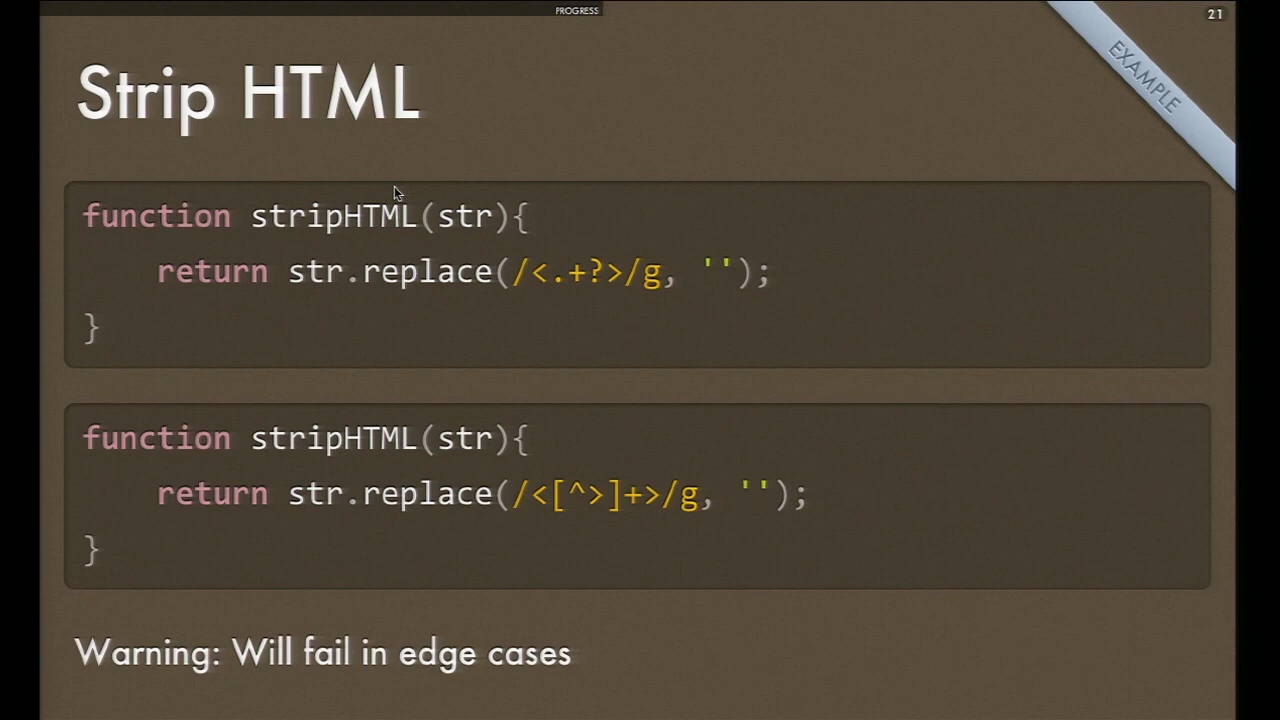 PROGRESS
21
EXAMPLE
Strip HTML
function stripHTML(str){
    return str.replace(/<.+?>/g, '');
}
function stripHTML(str){
    return str.replace(/<[^>]+>/g, '');
}
Warning: Will fail in edge cases